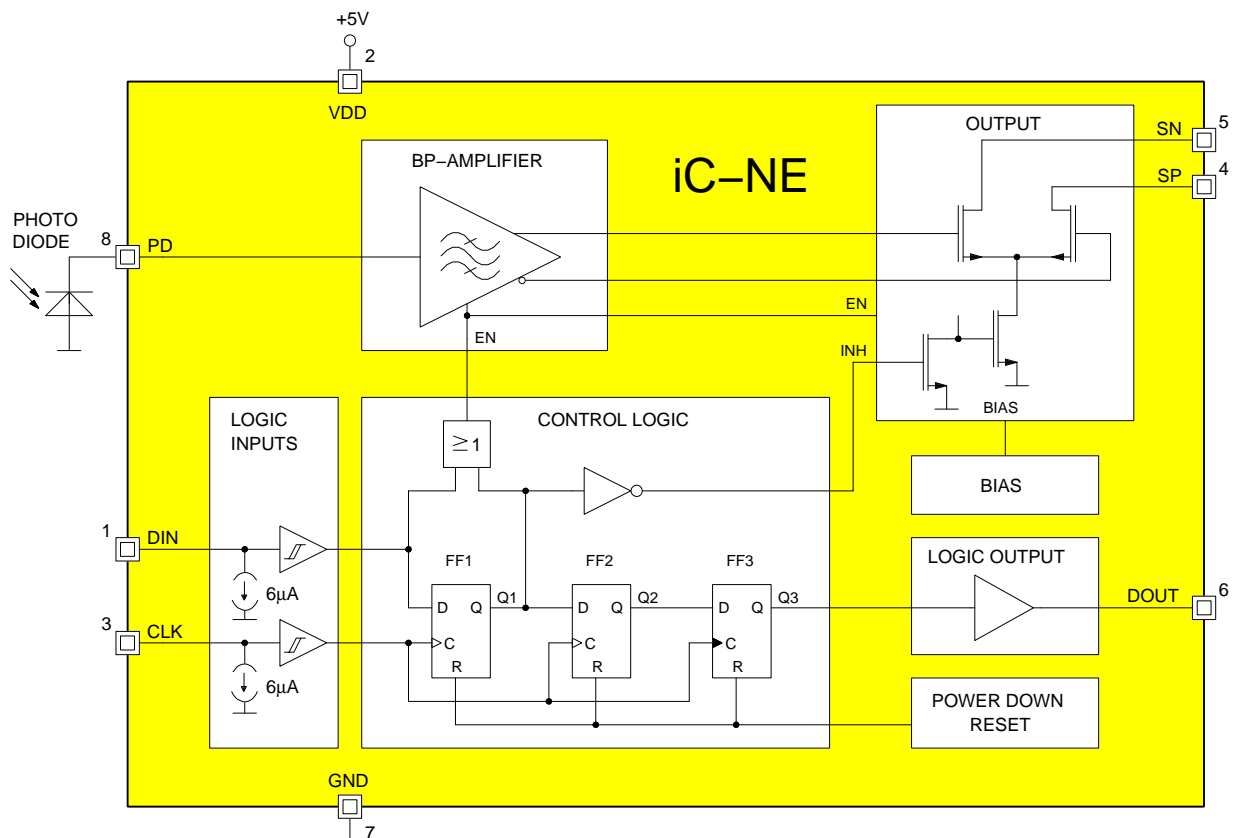 +5V
2
VDD
OUTPUT
SN
5
SP
4
BP−AMPLIFIER
iC−NE
PHOTO
DIODE
8
PD
EN
EN
INH
BIAS
LOGIC
INPUTS
CONTROL LOGIC
≥1
BIAS
1
DIN
6µA
3
CLK
6µA
FF1
FF2
FF3
D
Q
Q1
C
R
D
Q
Q2
C
R
D
Q
Q3
C
R
LOGIC OUTPUT
DOUT
6
POWER DOWN
RESET
GND
7